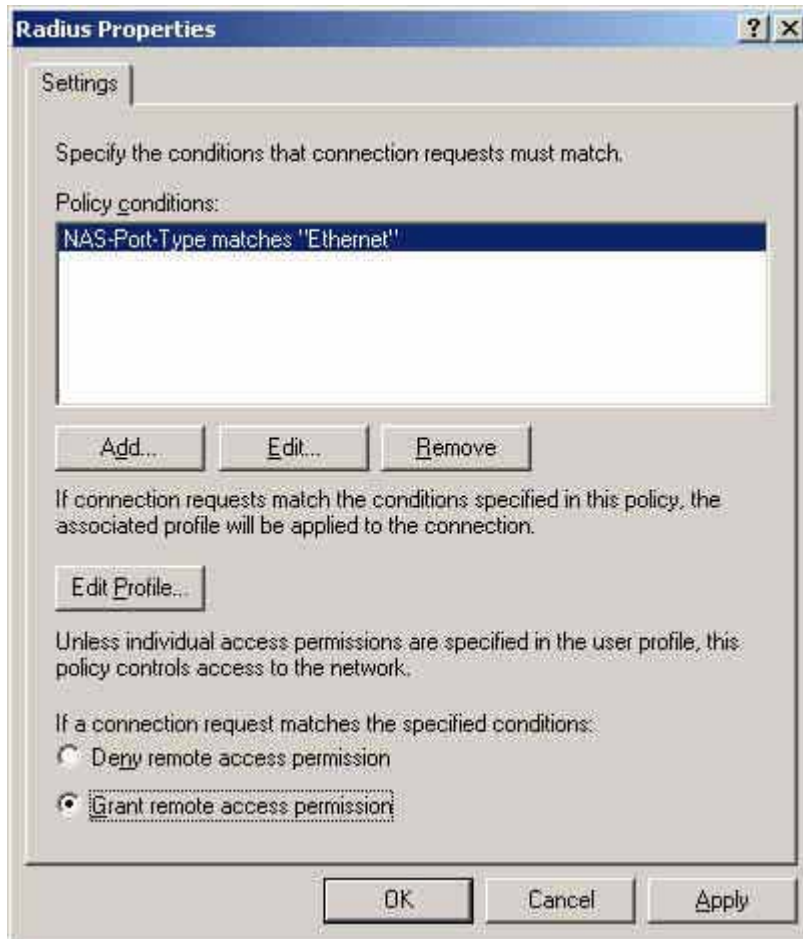 Radius Properties
Settings
Specify the conditions that connection requests must match.
Policy conditions:
NAS-Port-Type matches "Ethernet"
Add... Edit... Remove
If connection requests match the conditions specified in this policy, the
associated profile will be applied to the connection.
Edit Profile...
Unless individual access permissions are specified in the user profile, this
policy controls access to the network.
If a connection request matches the specified conditions:
Deny remote access permission
Grant remote access permission
OK Cancel Apply